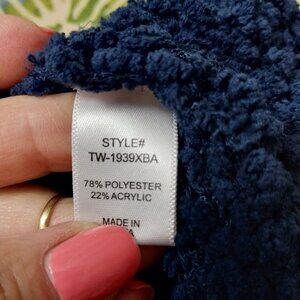 STYLE#
TW-1939XBA
78% POLYESTER
22% ACRYLIC
MADE IN